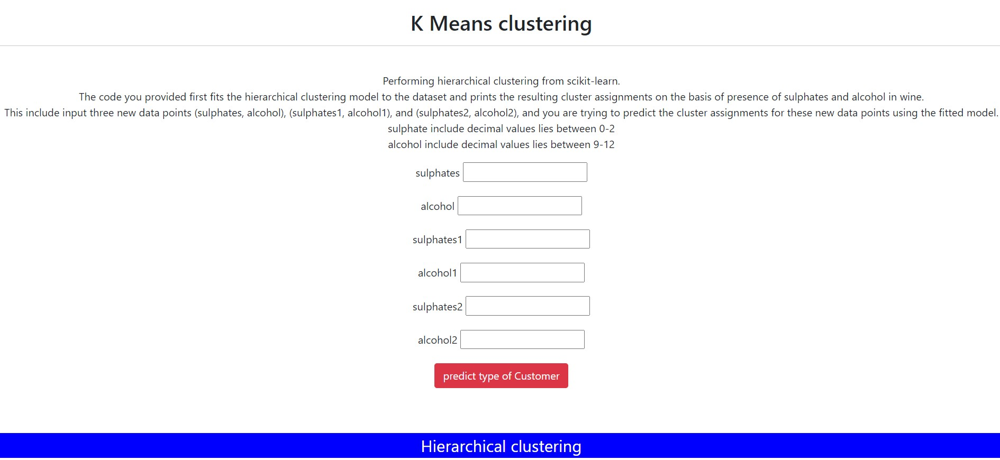 K Means clustering
Performing hierarchical clustering from scikit-learn.
The code you provided first fits the hierarchical clustering model to the dataset and prints the resulting cluster assignments on the basis of presence of sulphates and alcohol in wine.
This include input three new data points (sulphates, alcohol), (sulphates1, alcohol1), and (sulphates2, alcohol2), and you are trying to predict the cluster assignments for these new data points using the fitted model.
sulphate include decimal values lies between 0-2
alcohol include decimal values lies between 9-12
sulphates
alcohol
sulphates1
alcohol1
sulphates2
alcohol2
predict type of Customer
Hierarchical clustering